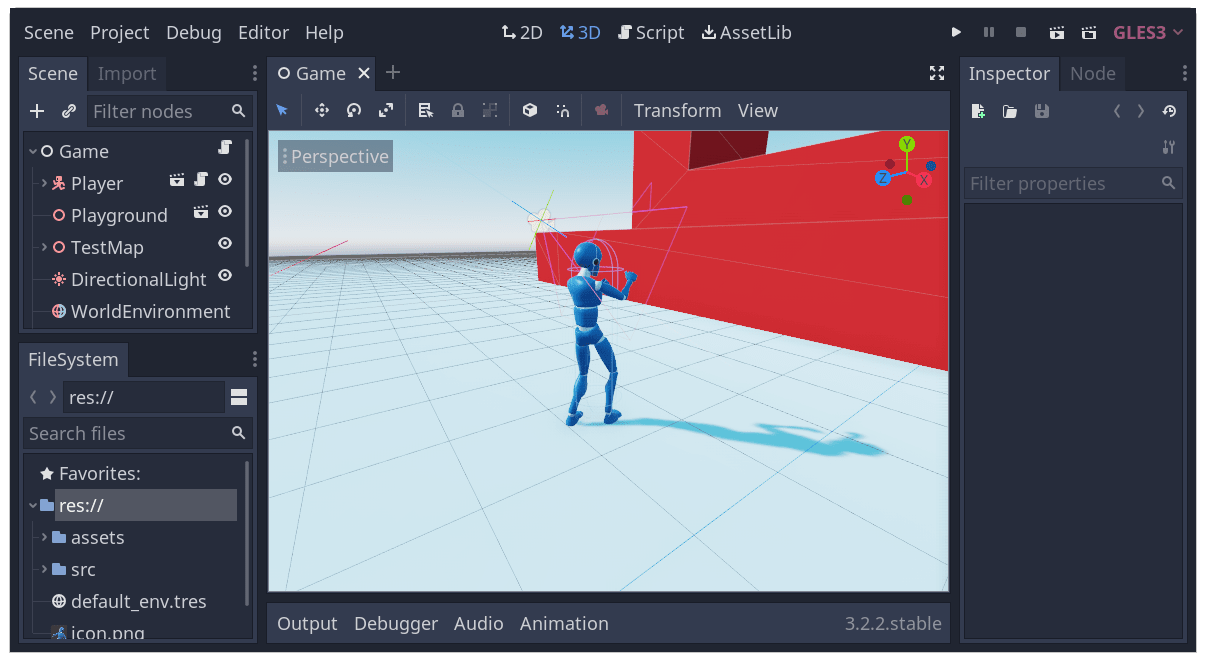 Scene Project Debug Editor Help 2D 3D Script AssetLib GLES3
Scene Import Game Inspector Node
Filter nodes Transform View
Perspective
Game
Player
Playground
TestMap
DirectionalLight
WorldEnvironment
Y
Z
X
Filter properties
FileSystem
res://
Search files
Favorites:
res://
assets
src
default_env.tres
icon.png
Output Debugger Audio Animation 3.2.2.stable